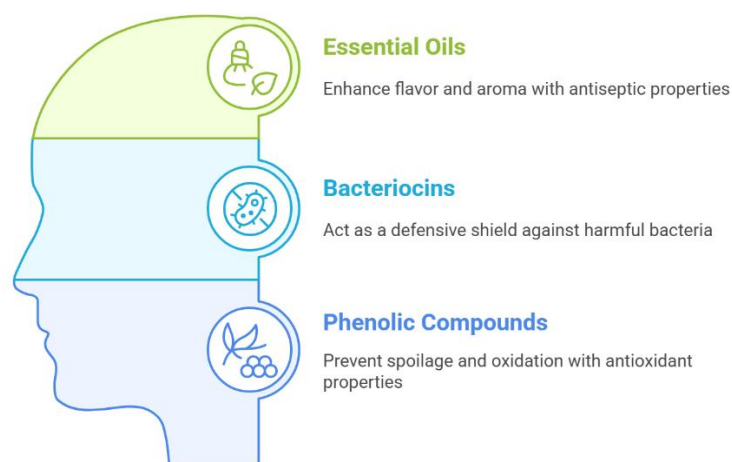 Essential Oils
Enhance flavor and aroma with antiseptic properties
Bacteriocins
Act as a defensive shield against harmful bacteria
Phenolic Compounds
Prevent spoilage and oxidation with antioxidant
properties